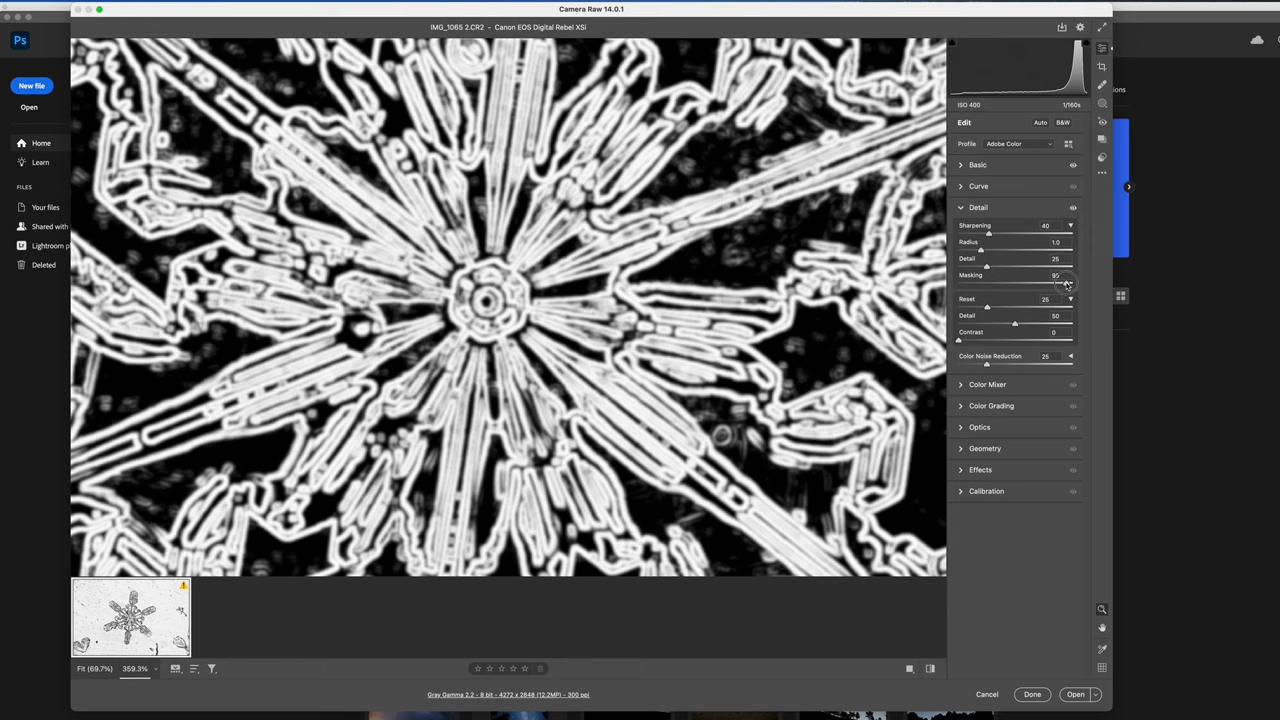 Camera Raw 14.0.1
IMG_1065 2.CR2 - Canon EOS Digital Rebel XSi
Ps
New file
Open
Home
Learn
FILES
Your files
Shared with
Lightroom p
Deleted
ISO 400 1/160s
Edit Auto B&W
Profile Adobe Color
Basic
Curve
Detail
Sharpening 40
Radius 1.0
Detail 25
Masking
Reset 25
Detail 50
Contrast 0
Color Noise Reduction 25
Color Mixer
Color Grading
Optics
Geometry
Effects
Calibration
Fit (69.7%) 359.3%
Gray Gamma 2.2 - 8 bit - 4272 x 2848 (12.2MP) - 300 ppi
Cancel Done Open